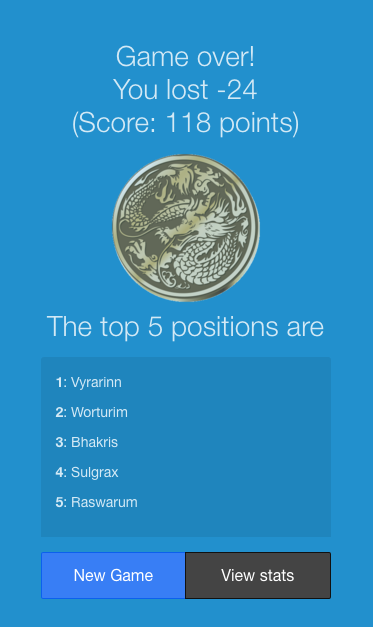 Game over!
You lost -24
(Score: 118 points)
The top 5 positions are
1: Vyrarinn
2: Worturim
3: Bhakris
4: Sulgrax
5: Raswarum
New Game
View stats